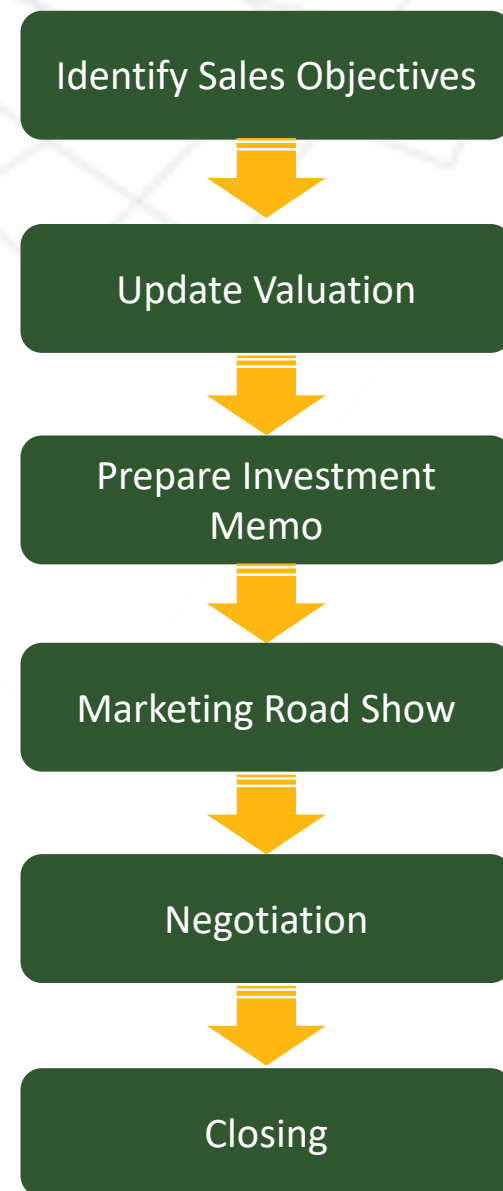 Identify Sales Objectives
Update Valuation
Prepare Investment
Memo
Marketing Road Show
Negotiation
Closing